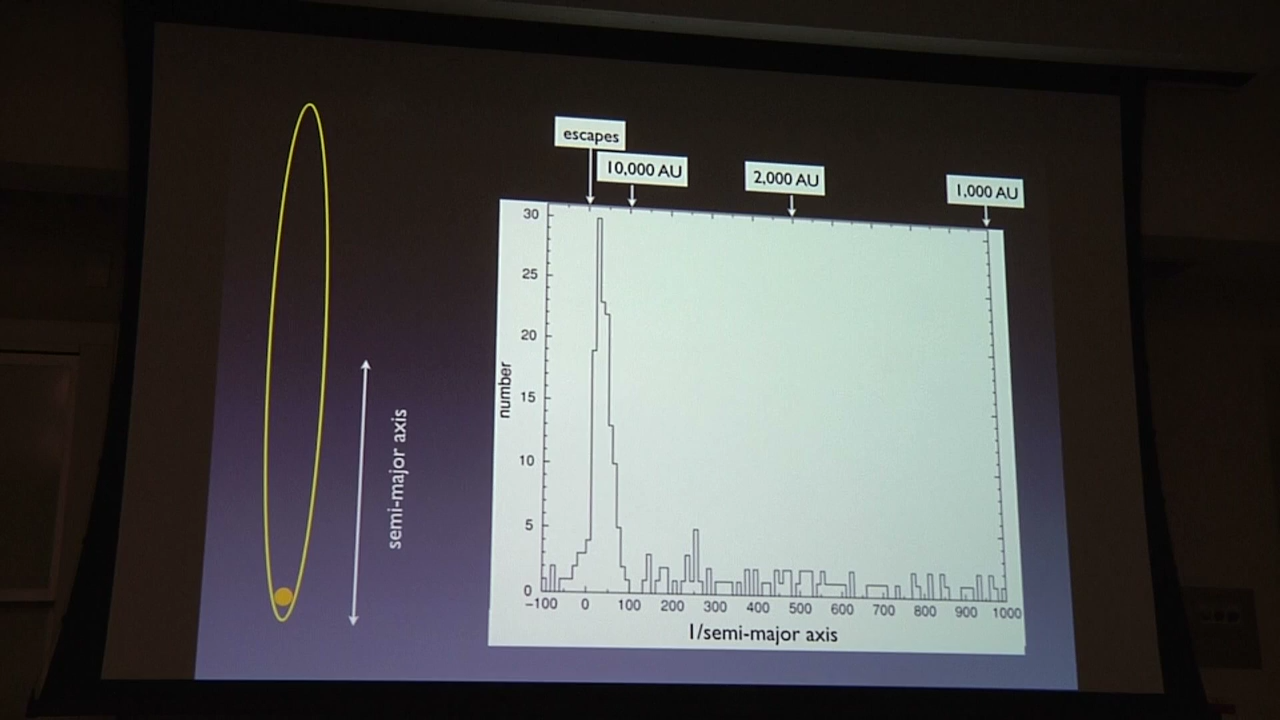 escapes
10,000 AU
2,000 AU
1,000 AU
30
25
20
15
10
5
0
number
−100 0 100 200 300 400 500 600 700 800 900 1000
1/semi-major axis
semi-major axis